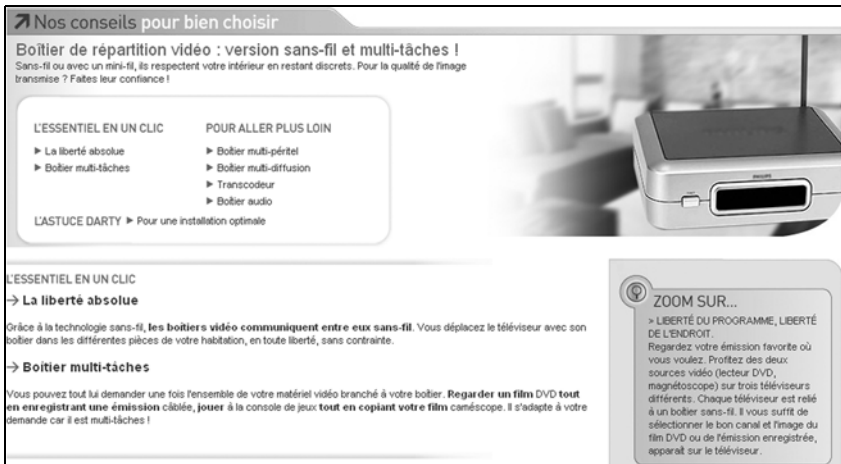 Nos conseils pour bien choisir
Boîtier de répartition vidéo : version sans-fil et multi-tâches !
Sans-fil ou avec un mini-fil, ils respectent votre intérieur en restant discrets. Pour la qualité de l'image
transmise ? Faites leur confiance !
L'ESSENTIEL EN UN CLIC
► La liberté absolue
► Boîtier multi-tâches
POUR ALLER PLUS LOIN
► Boîtier multi-péritel
► Boîtier multi-diffusion
► Transcodeur
► Boîtier audio
L'ASTUCE DARTY ► Pour une installation optimale
PHILIPS
L'ESSENTIEL EN UN CLIC
→ La liberté absolue
Grâce à la technologie sans-fil, les boîtiers vidéo communiquent entre eux sans-fil. Vous déplacez le téléviseur avec son
boîtier dans les différentes pièces de votre habitation, en toute liberté, sans contrainte.
→ Boîtier multi-tâches
Vous pouvez tout lui demander une fois l'ensemble de votre matériel vidéo branché à votre boîtier. Regarder un film DVD tout
en enregistrant une émission câblée, jouer à la console de jeux tout en copiant votre film caméscope. Il s'adapte à votre
demande car il est multi-tâches !
ZOOM SUR...
> LIBERTÉ DU PROGRAMME, LIBERTÉ
DE L'ENDROIT.
Regardez votre émission favorite où
vous voulez. Profitez des deux
sources vidéo (lecteur DVD,
magnétoscope) sur trois téléviseurs
différents. Chaque téléviseur est relié
à un boîtier sans-fil. Il vous suffit de
sélectionner le bon canal et l'image du
film DVD ou de l'émission enregistrée,
apparaît sur le téléviseur.